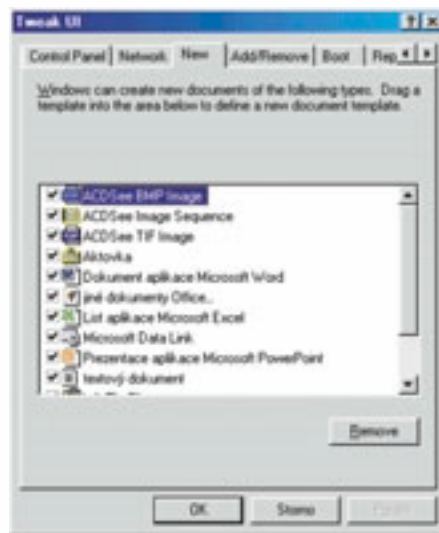 Tweak UI
Control Panel Network New Add/Remove Boot Rep
Windows can create new documents of the following types. Drag a
template into the area below to define a new document template.
ACDSee BMP Image
ACDSee Image Sequence
ACDSee TIF Image
Aktovka
Dokument aplikace Microsoft Word
jiné dokumenty Office...
List aplikace Microsoft Excel
Microsoft Data Link
Prezentace aplikace Microsoft PowerPoint
textový dokument
Remove
OK
Storno